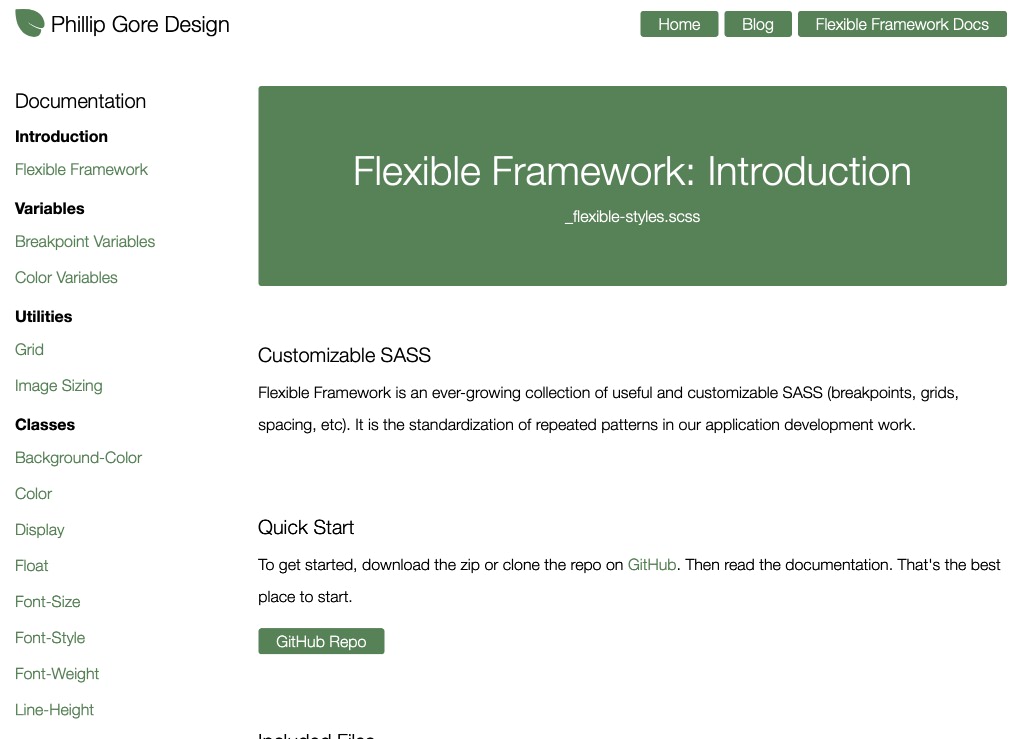 Phillip Gore Design
Home
Blog
Flexible Framework Docs
Documentation
Introduction
Flexible Framework
Variables
Breakpoint Variables
Color Variables
Utilities
Grid
Image Sizing
Classes
Background-Color
Color
Display
Float
Font-Size
Font-Style
Font-Weight
Line-Height
Flexible Framework: Introduction
_flexible-styles.scss
Customizable SASS
Flexible Framework is an ever-growing collection of useful and customizable SASS (breakpoints, grids,
spacing, etc). It is the standardization of repeated patterns in our application development work.
Quick Start
To get started, download the zip or clone the repo on GitHub. Then read the documentation. That's the best
place to start.
GitHub Repo
Included Files